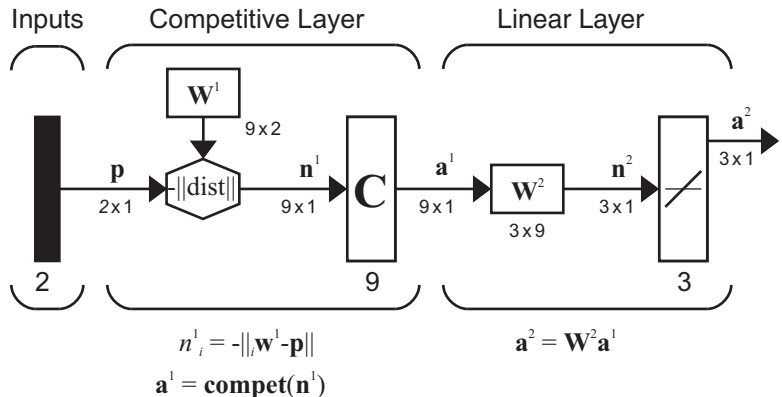 Inputs Competitive Layer Linear Layer
W¹
9 x 2
a²
p n¹ a¹ n²
-||dist|| C W²
3 x 1
2 x 1 9 x 1 9 x 1 3 x 1
3 x 9
2 9 3
n¹ᵢ = -||ᵢw¹-p|| a² = W²a¹
a¹ = compet(n¹)